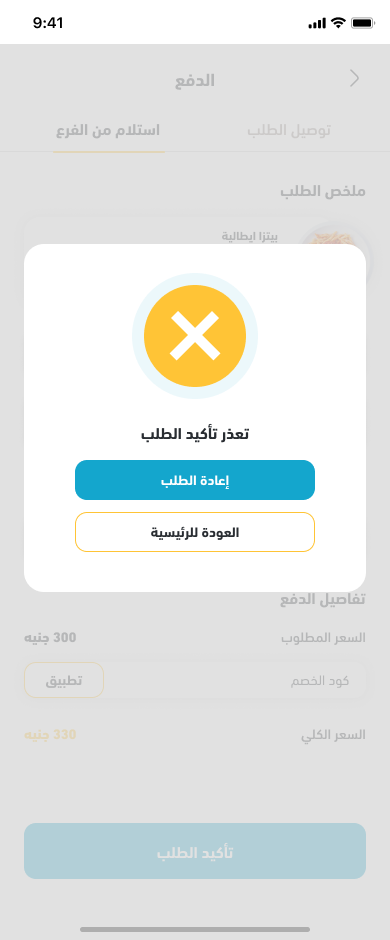 9:41
الدفع
توصيل الطلب
استلام من الفرع
ملخص الطلب
بيتزا ايطالية
تعذر تأكيد الطلب
إعادة الطلب
العودة للرئيسية
تفاصيل الدفع
السعر المطلوب
300 جنيه
كود الخصم
تطبيق
السعر الكلي
330 جنيه
تأكيد الطلب